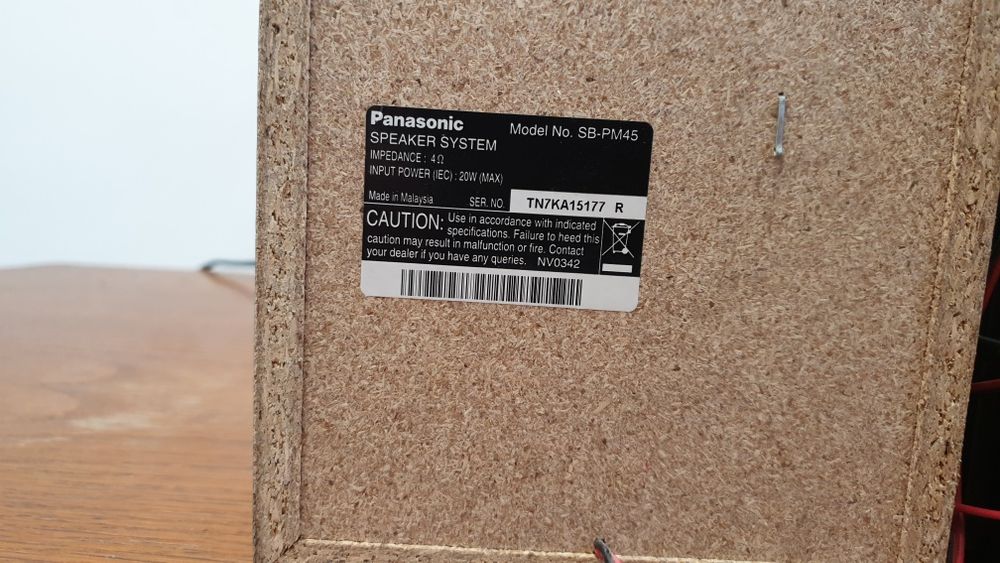 Panasonic
Model No. SB-PM45
SPEAKER SYSTEM
IMPEDANCE : 4Ω
INPUT POWER (IEC) : 20W (MAX)
Made in Malaysia
SER. NO. TN7KA15177 R
CAUTION: Use in accordance with indicated
specifications. Failure to heed this
caution may result in malfunction or fire. Contact
your dealer if you have any queries. NV0342